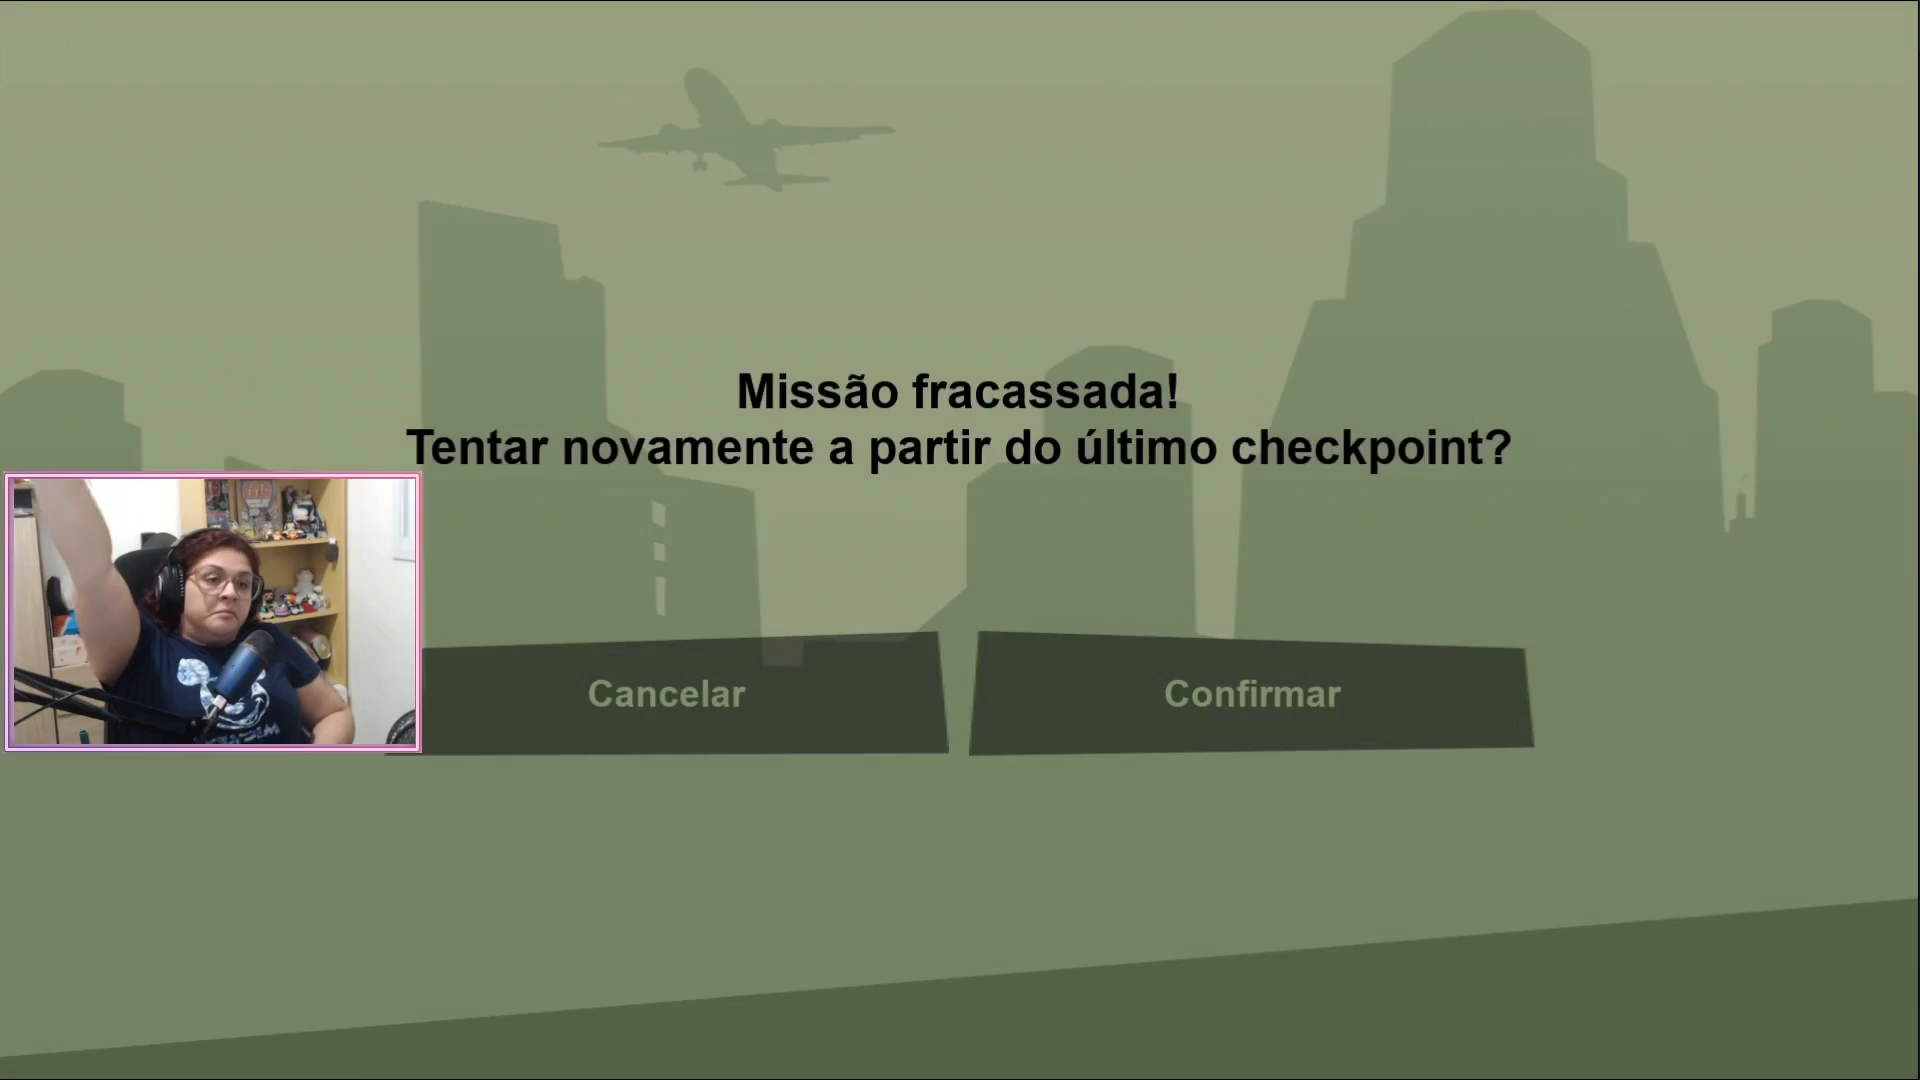 Missão fracassada!
Tentar novamente a partir do último checkpoint?
Cancelar
Confirmar